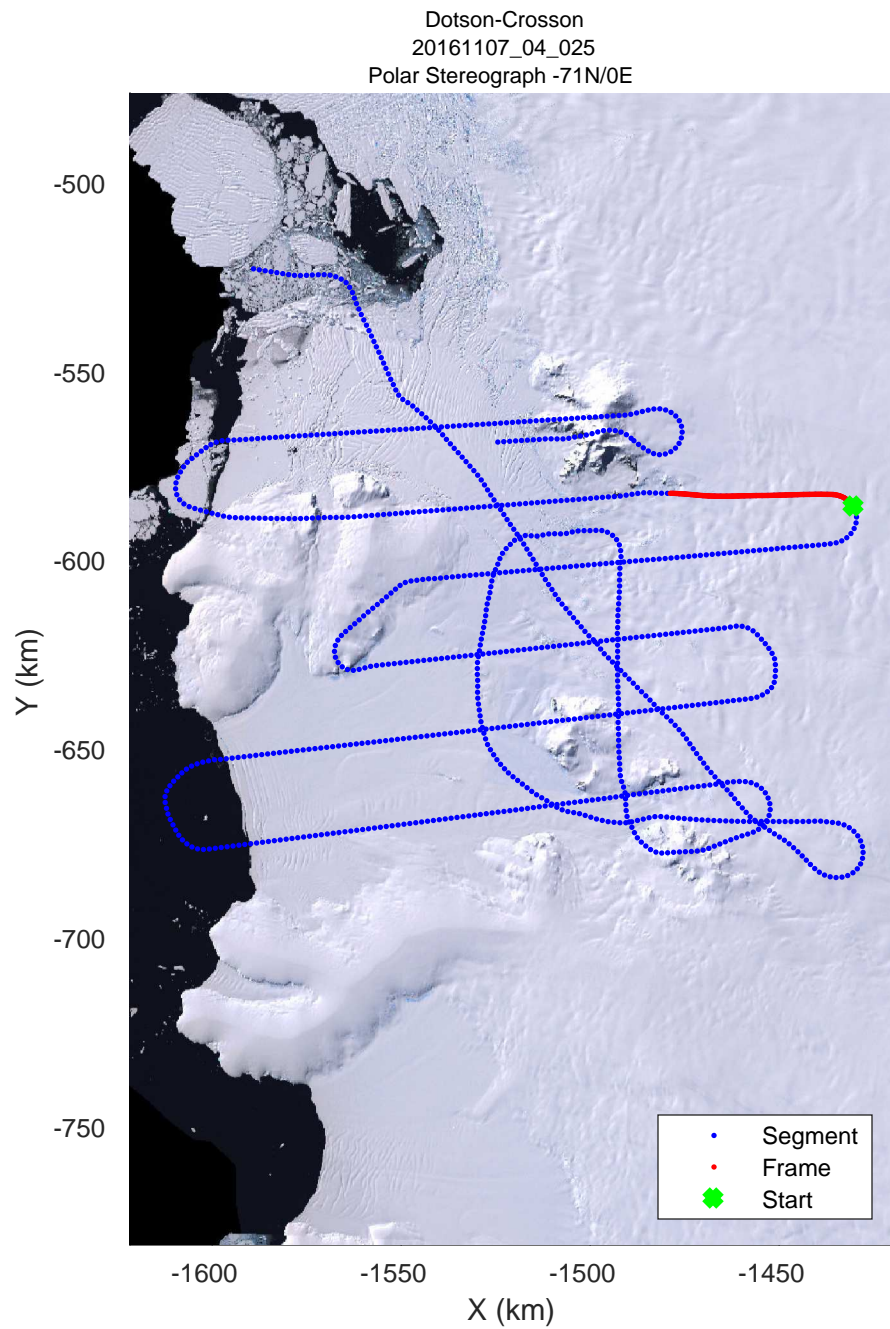 Dotson-Crosson
20161107_04_025
Polar Stereograph -71N/0E
-500
-550
-600
-650
-700
-750
Y (km)
Segment
Frame
Start
-1600
-1550
-1500
-1450
X (km)